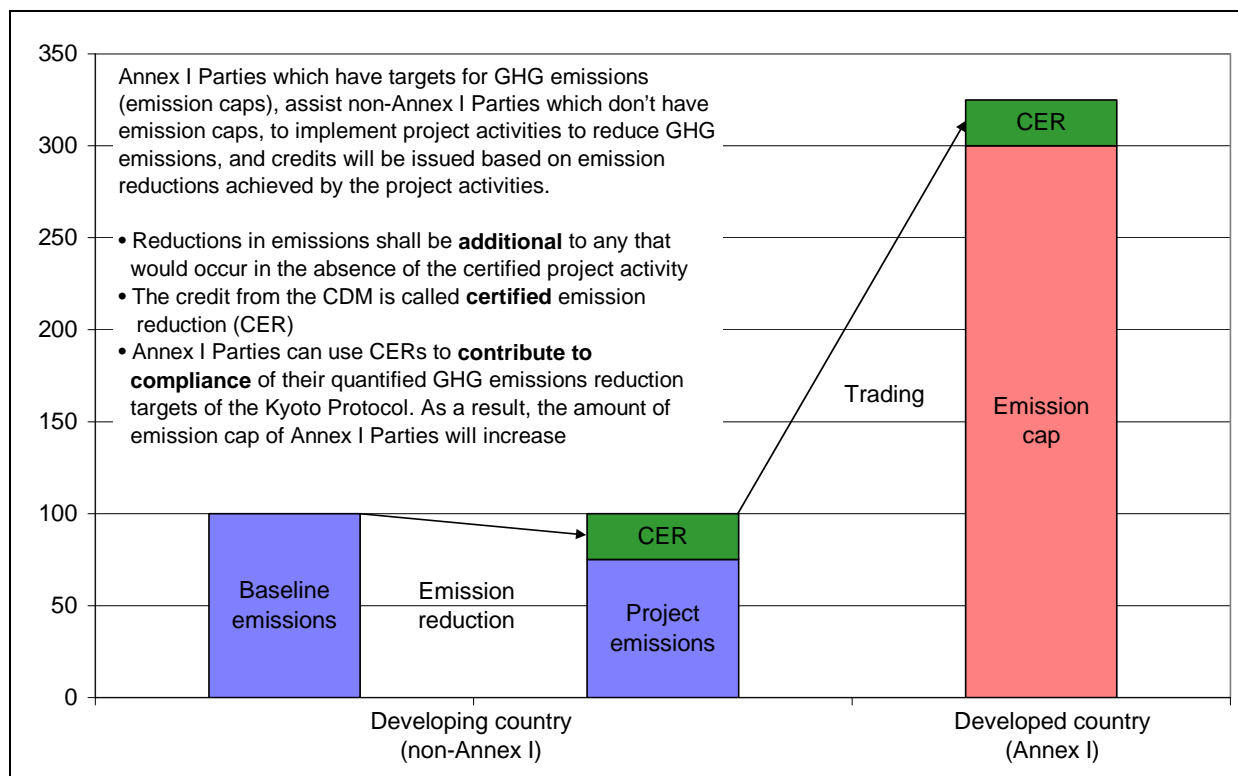 350
300
250
200
150
100
50
0
Annex I Parties which have targets for GHG emissions
(emission caps), assist non-Annex I Parties which don't have
emission caps, to implement project activities to reduce GHG
emissions, and credits will be issued based on emission
reductions achieved by the project activities.
• Reductions in emissions shall be additional to any that
would occur in the absence of the certified project activity
• The credit from the CDM is called certified emission
reduction (CER)
• Annex I Parties can use CERs to contribute to
compliance of their quantified GHG emissions reduction
targets of the Kyoto Protocol. As a result, the amount of
emission cap of Annex I Parties will increase
Baseline
emissions
Emission
reduction
CER
Project
emissions
Trading
CER
Emission
cap
Developing country
(non-Annex I)
Developed country
(Annex I)